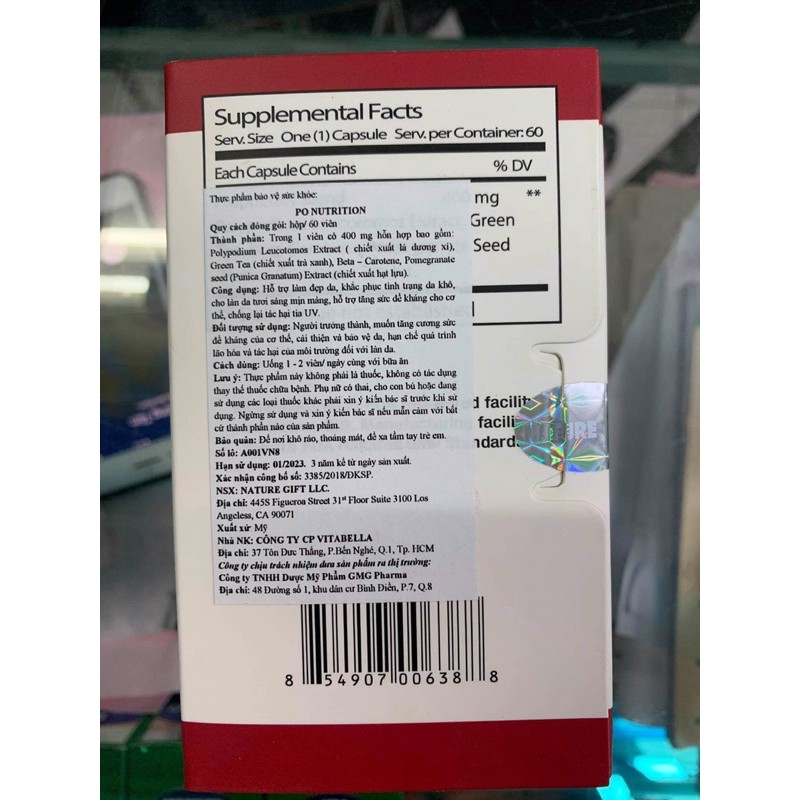 Supplemental Facts
Serv. Size One (1) Capsule Serv. per Container: 60
Each Capsule Contains % DV
mg **
Green
Seed
Thực phẩm bảo vệ sức khỏe:
PO NUTRITION
Quy cách đóng gói: hộp/ 60 viên
Thành phần: Trong 1 viên có 400 mg hỗn hợp bao gồm:
Polypodium Leucotomos Extract ( chiết xuất lá dương xỉ),
Green Tea (chiết xuất trà xanh), Beta – Carotene, Pomegranate
seed (Punica Granatum) Extract (chiết xuất hạt lựu).
Công dụng: Hỗ trợ làm đẹp da, khắc phục tình trạng da khô,
cho làn da tươi sáng mịn màng, hỗ trợ tăng sức đề kháng cho cơ
thể, chống lại tác hại tia UV.
Đối tượng sử dụng: Người trưởng thành, muốn tăng cường sức
đề kháng của cơ thể, cải thiện và bảo vệ da, hạn chế quá trình
lão hóa và tác hại của môi trường đối với làn da.
Cách dùng: Uống 1 - 2 viên/ ngày cùng với bữa ăn
Lưu ý: Thực phẩm này không phải là thuốc, không có tác dụng
thay thế thuốc chữa bệnh. Phụ nữ có thai, cho con bú hoặc đang
sử dụng các loại thuốc khác phải xin ý kiến bác sĩ trước khi sử
dụng. Ngừng sử dụng và xin ý kiến bác sĩ nếu mẫn cảm với bất
cứ thành phần nào của sản phẩm.
Bảo quản: Để nơi khô ráo, thoáng mát, để xa tầm tay trẻ em.
Số lô: A001VN8
Hạn sử dụng: 01/2023. 3 năm kể từ ngày sản xuất.
Xác nhận công bố số: 3385/2018/DKSP.
NSX: NATURE GIFT LLC.
Địa chỉ: 445S Figueroa Street 31st Floor Suite 3100 Los
Angeless, CA 90071
Xuất xứ Mỹ
Nhà NK: CÔNG TY CP VITABELLA
Địa chỉ: 37 Tôn Đức Thắng, P.Bến Nghé, Q.1, Tp. HCM
Công ty chịu trách nhiệm đưa sản phẩm ra thị trường:
Công ty TNHH Dược Mỹ Phẩm GMG Pharma
Địa chỉ: 48 Đường số 1, khu dân cư Bình Điền, P.7, Q.8
8 54907 00638 8